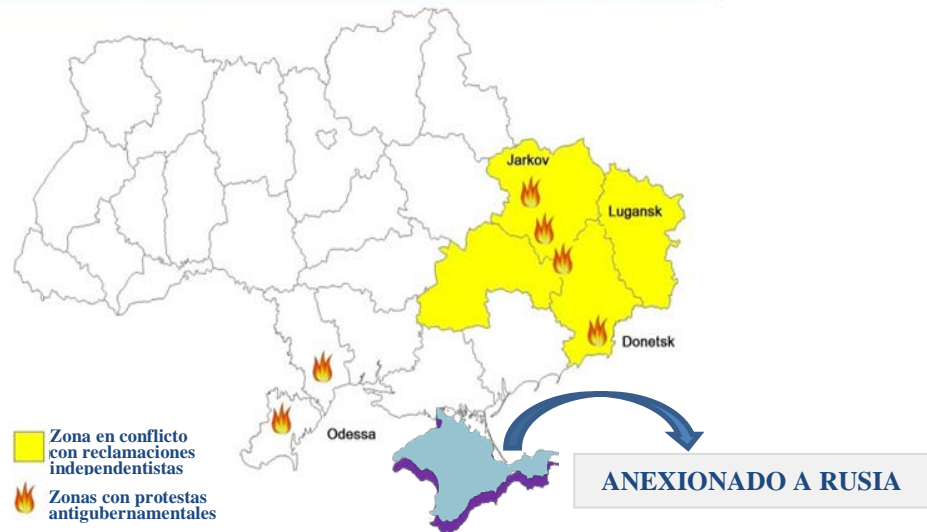 Jarkov
Lugansk
Donetsk
Odessa
Zona en conflicto
con reclamaciones
independentistas
Zonas con protestas
antigubernamentales
ANEXIONADO A RUSIA